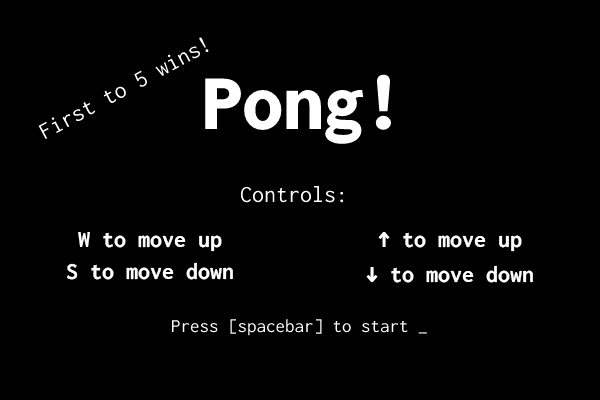 First to 5 wins!
Pong!
Controls:
W to move up
S to move down
↑ to move up
↓ to move down
Press [spacebar] to start _